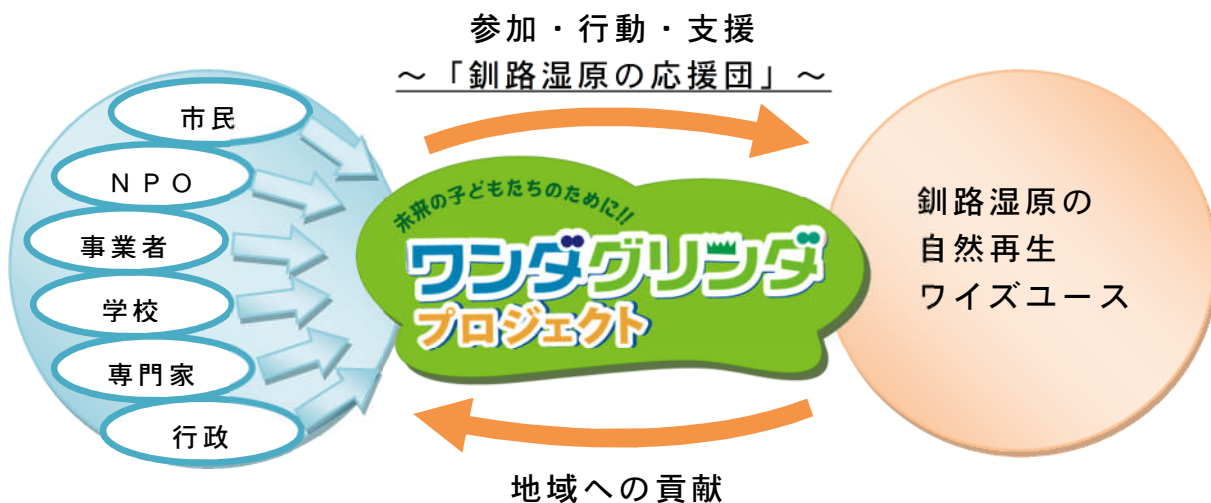 参加・行動・支援
～「釧路湿原の応援団」～
市民
ＮＰＯ
事業者
学校
専門家
行政
未来の子どもたちのために!!
ワンダグリンダ
プロジェクト
釧路湿原の
自然再生
ワイズユース
地域への貢献